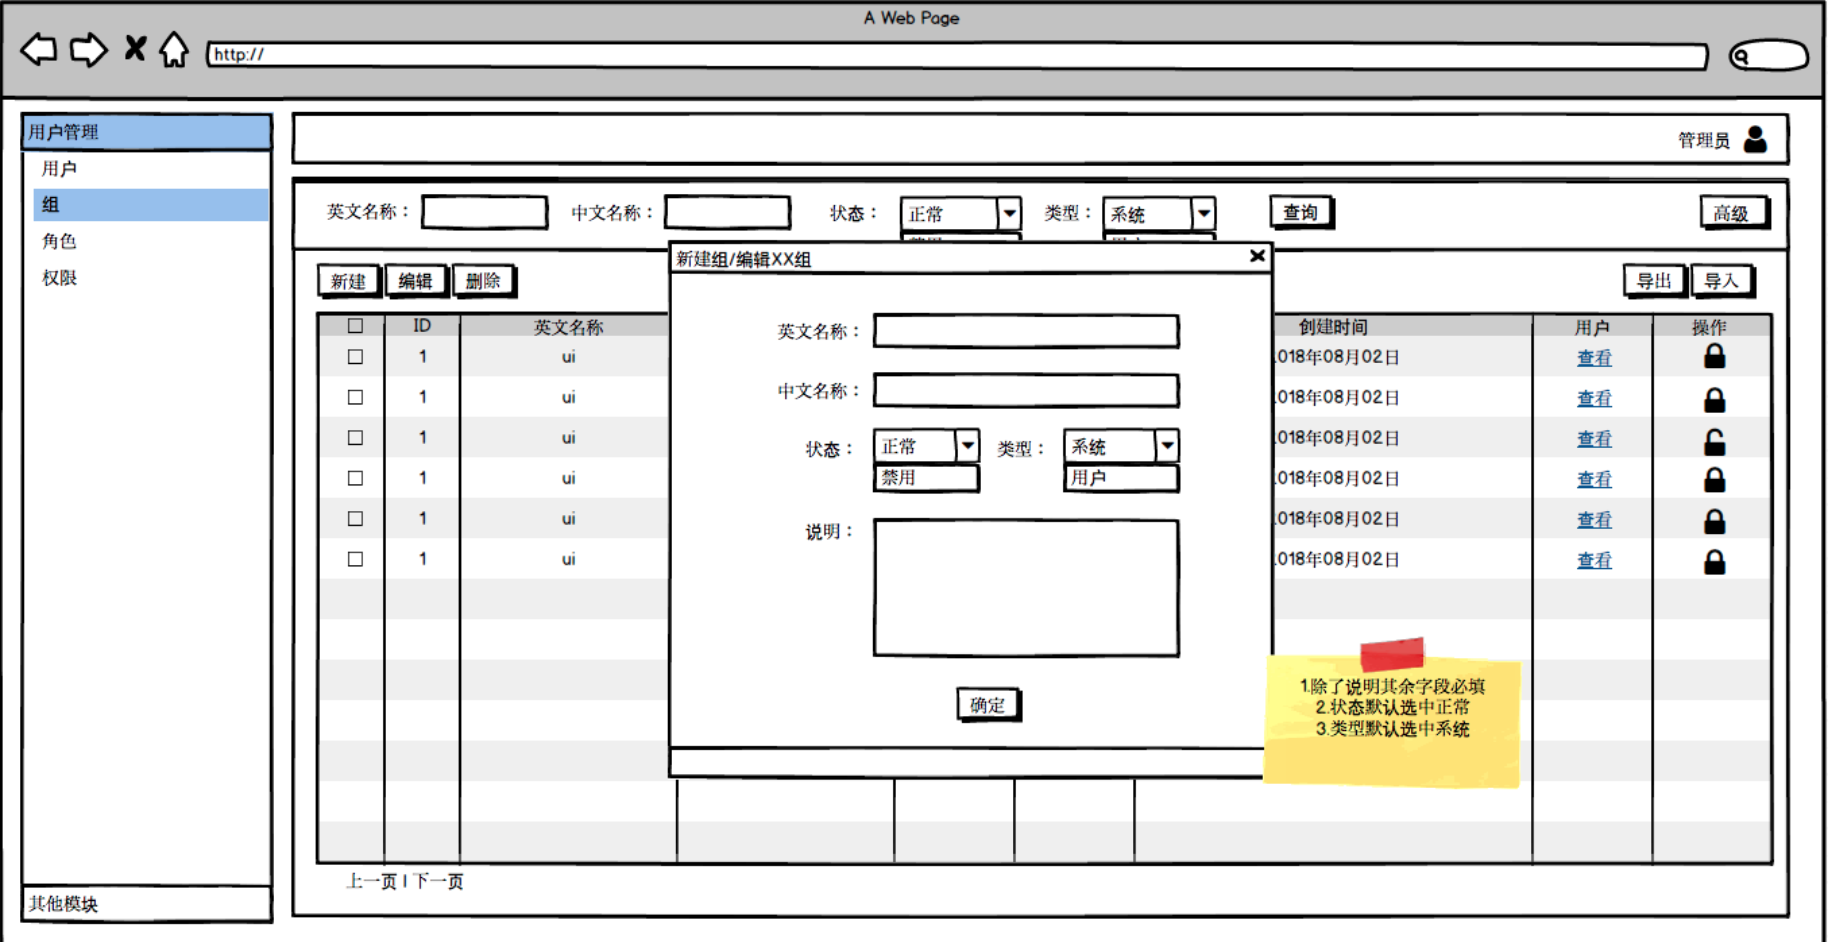 A Web Page
http://
用户管理
用户
组
角色
权限
其他模块
管理员
英文名称： 中文名称： 状态： 正常 类型： 系统 查询 高级
新建 编辑 删除 导出 导入
ID 英文名称 创建时间 用户 操作
1 ui 018年08月02日 查看
1 ui 018年08月02日 查看
1 ui 018年08月02日 查看
1 ui 018年08月02日 查看
1 ui 018年08月02日 查看
1 ui 018年08月02日 查看
上一页 | 下一页
新建组/编辑XX组
英文名称：
中文名称：
状态： 正常 类型： 系统
禁用 用户
说明：
确定
1.除了说明其余字段必填
2.状态默认选中正常
3.类型默认选中系统